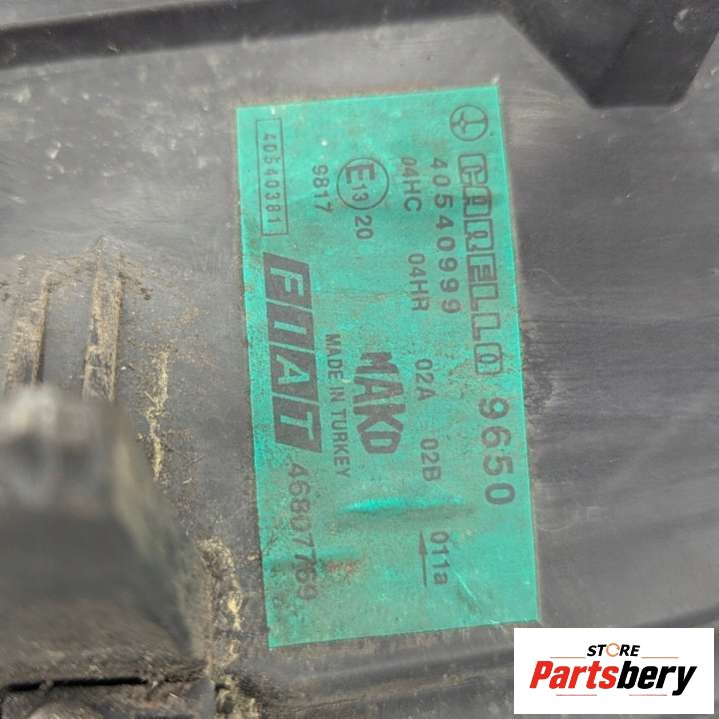 CARELLO 9650
40540999
04HC 04HR 02A 02B 011a
E13 20
9817
MAKO
MADE IN TURKEY
40540381
FIAT 46807769
STORE
Partsbery